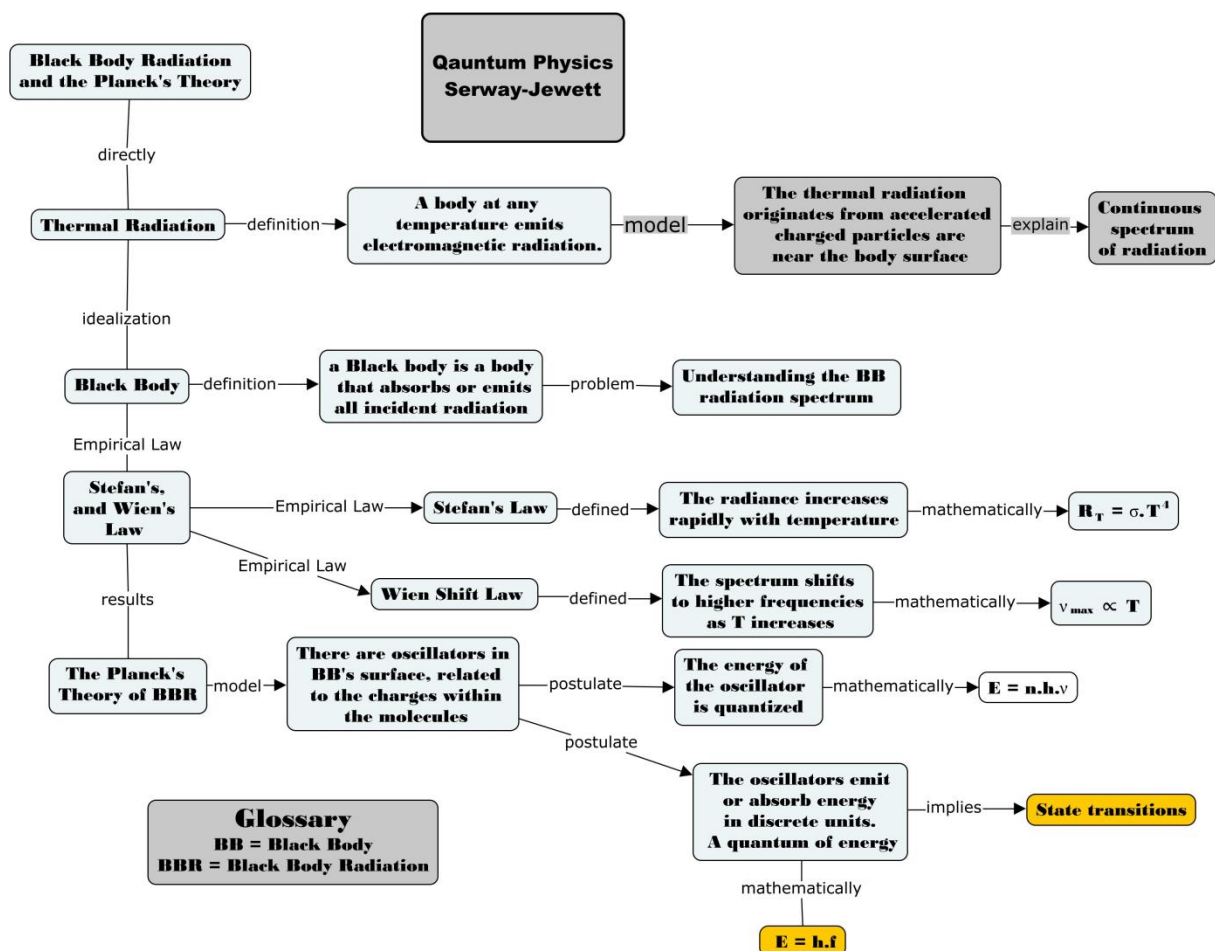 Qauntum Physics
Serway-Jewett
Black Body Radiation
and the Planck's Theory
directly
Thermal Radiation
definition
A body at any
temperature emits
electromagnetic radiation.
model
The thermal radiation
originates from accelerated
charged particles are
near the body surface
explain
Continuous
spectrum
of radiation
idealization
Black Body
definition
a Black body is a body
that absorbs or emits
all incident radiation
problem
Understanding the BB
radiation spectrum
Empirical Law
Stefan's,
and Wien's
Law
Empirical Law
Stefan's Law
defined
The radiance increases
rapidly with temperature
mathematically
R_T = σ.T⁴
Empirical Law
Wien Shift Law
defined
The spectrum shifts
to higher frequencies
as T increases
mathematically
ν_max ∝ T
results
The Planck's
Theory of BBR
model
There are oscillators in
BB's surface, related
to the charges within
the molecules
postulate
The energy of
the oscillator
is quantized
mathematically
E = n.h.ν
postulate
The oscillators emit
or absorb energy
in discrete units.
A quantum of energy
implies
State transitions
mathematically
E = h.f
Glossary
BB = Black Body
BBR = Black Body Radiation